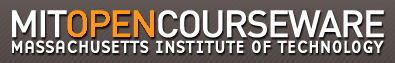 MITOPENCOURSEWARE
MASSACHUSETTS INSTITUTE OF TECHNOLOGY